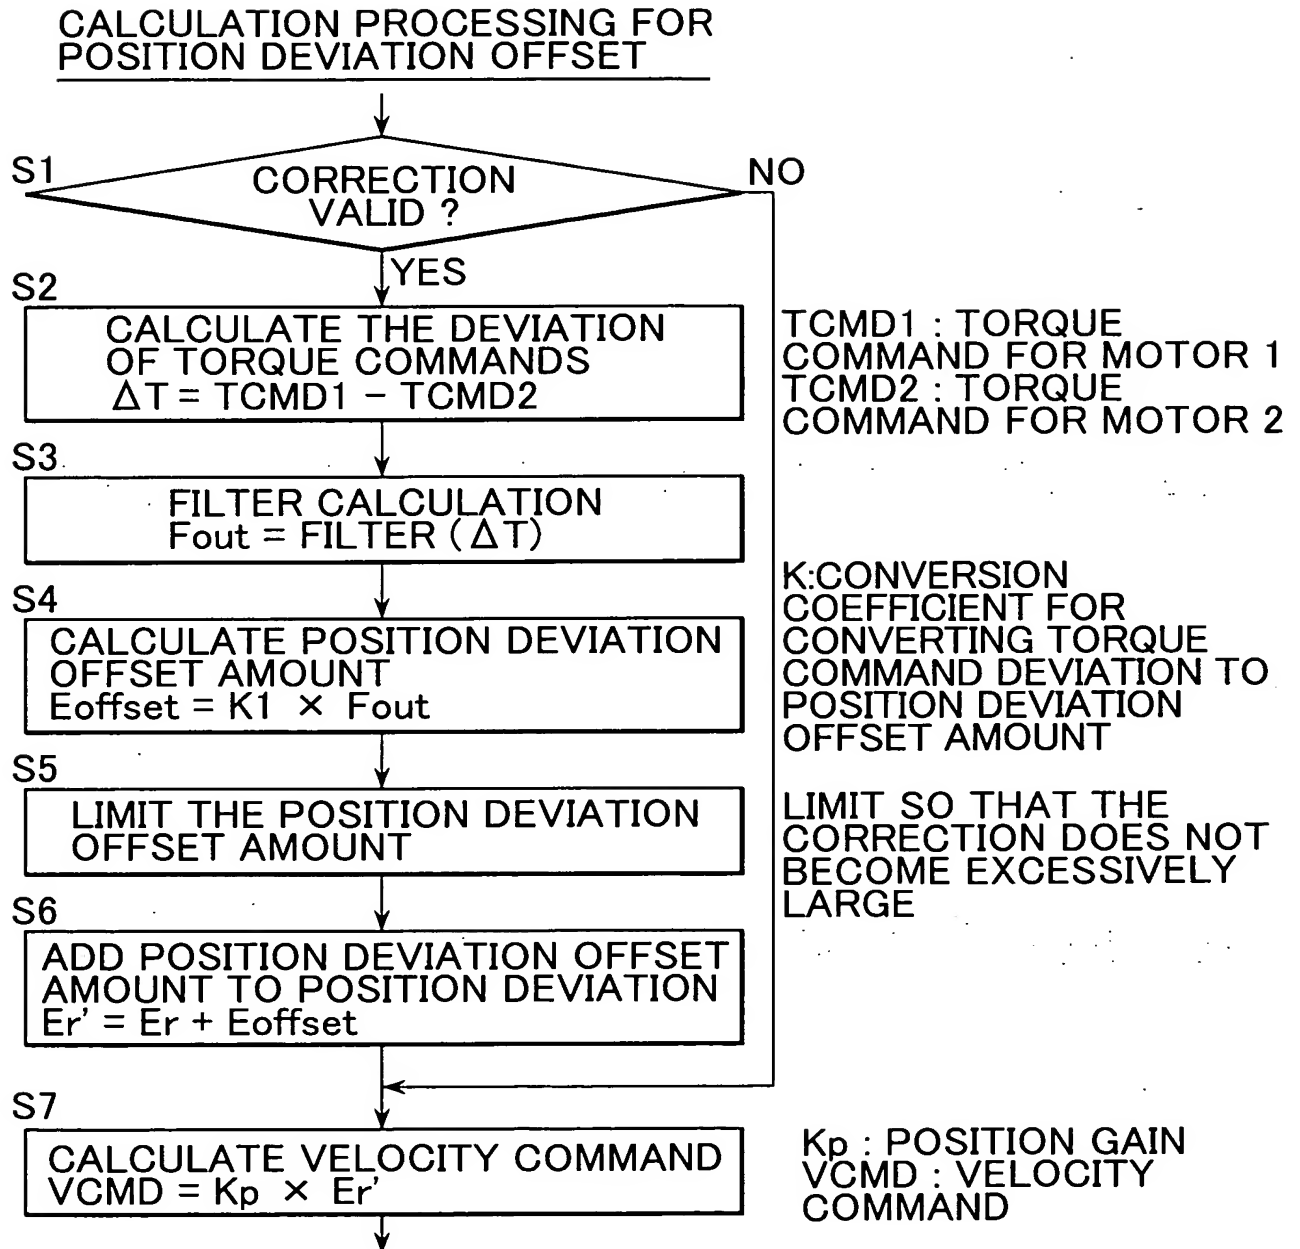 CALCULATION PROCESSING FOR
POSITION DEVIATION OFFSET
S1
CORRECTION
VALID ?
NO
YES
S2
CALCULATE THE DEVIATION
OF TORQUE COMMANDS
ΔT = TCMD1 − TCMD2
TCMD1 : TORQUE
COMMAND FOR MOTOR 1
TCMD2 : TORQUE
COMMAND FOR MOTOR 2
S3
FILTER CALCULATION
Fout = FILTER (ΔT)
S4
CALCULATE POSITION DEVIATION
OFFSET AMOUNT
Eoffset = K1 × Fout
K:CONVERSION
COEFFICIENT FOR
CONVERTING TORQUE
COMMAND DEVIATION TO
POSITION DEVIATION
OFFSET AMOUNT
S5
LIMIT THE POSITION DEVIATION
OFFSET AMOUNT
LIMIT SO THAT THE
CORRECTION DOES NOT
BECOME EXCESSIVELY
LARGE
S6
ADD POSITION DEVIATION OFFSET
AMOUNT TO POSITION DEVIATION
Er' = Er + Eoffset
S7
CALCULATE VELOCITY COMMAND
VCMD = Kp × Er'
Kp : POSITION GAIN
VCMD : VELOCITY
COMMAND